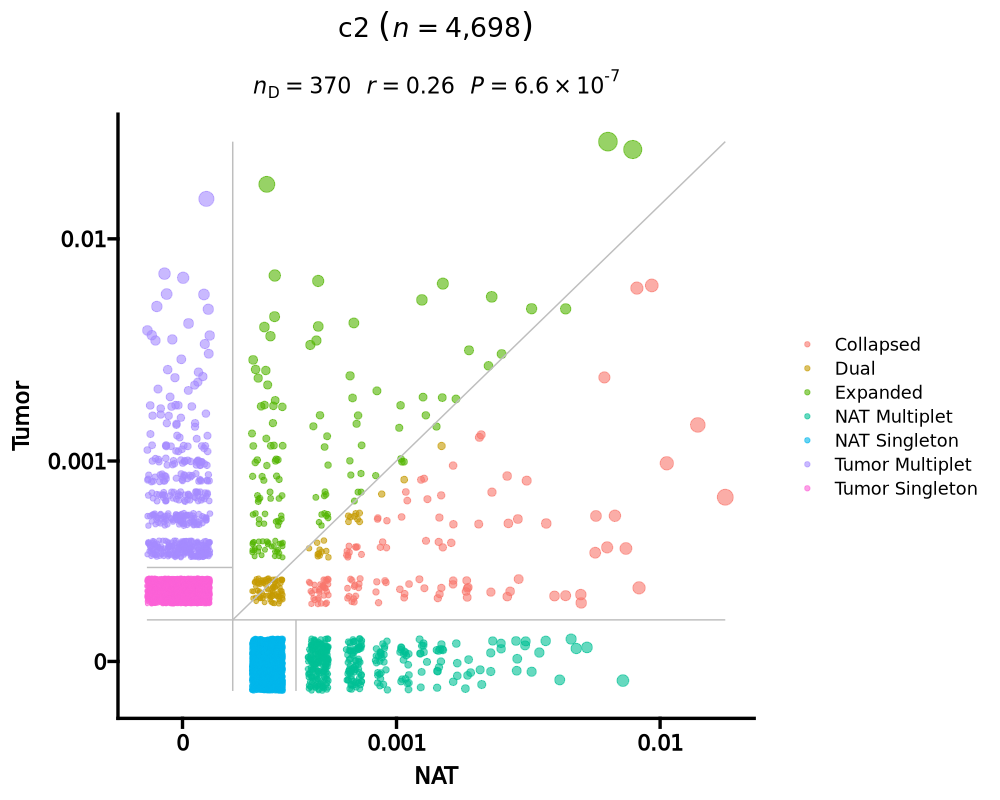 c2 (n = 4,698)
n_D = 370 r = 0.26 P = 6.6 × 10^-7
Tumor
0.01
0.001
0
0
0.001
0.01
NAT
Collapsed
Dual
Expanded
NAT Multiplet
NAT Singleton
Tumor Multiplet
Tumor Singleton